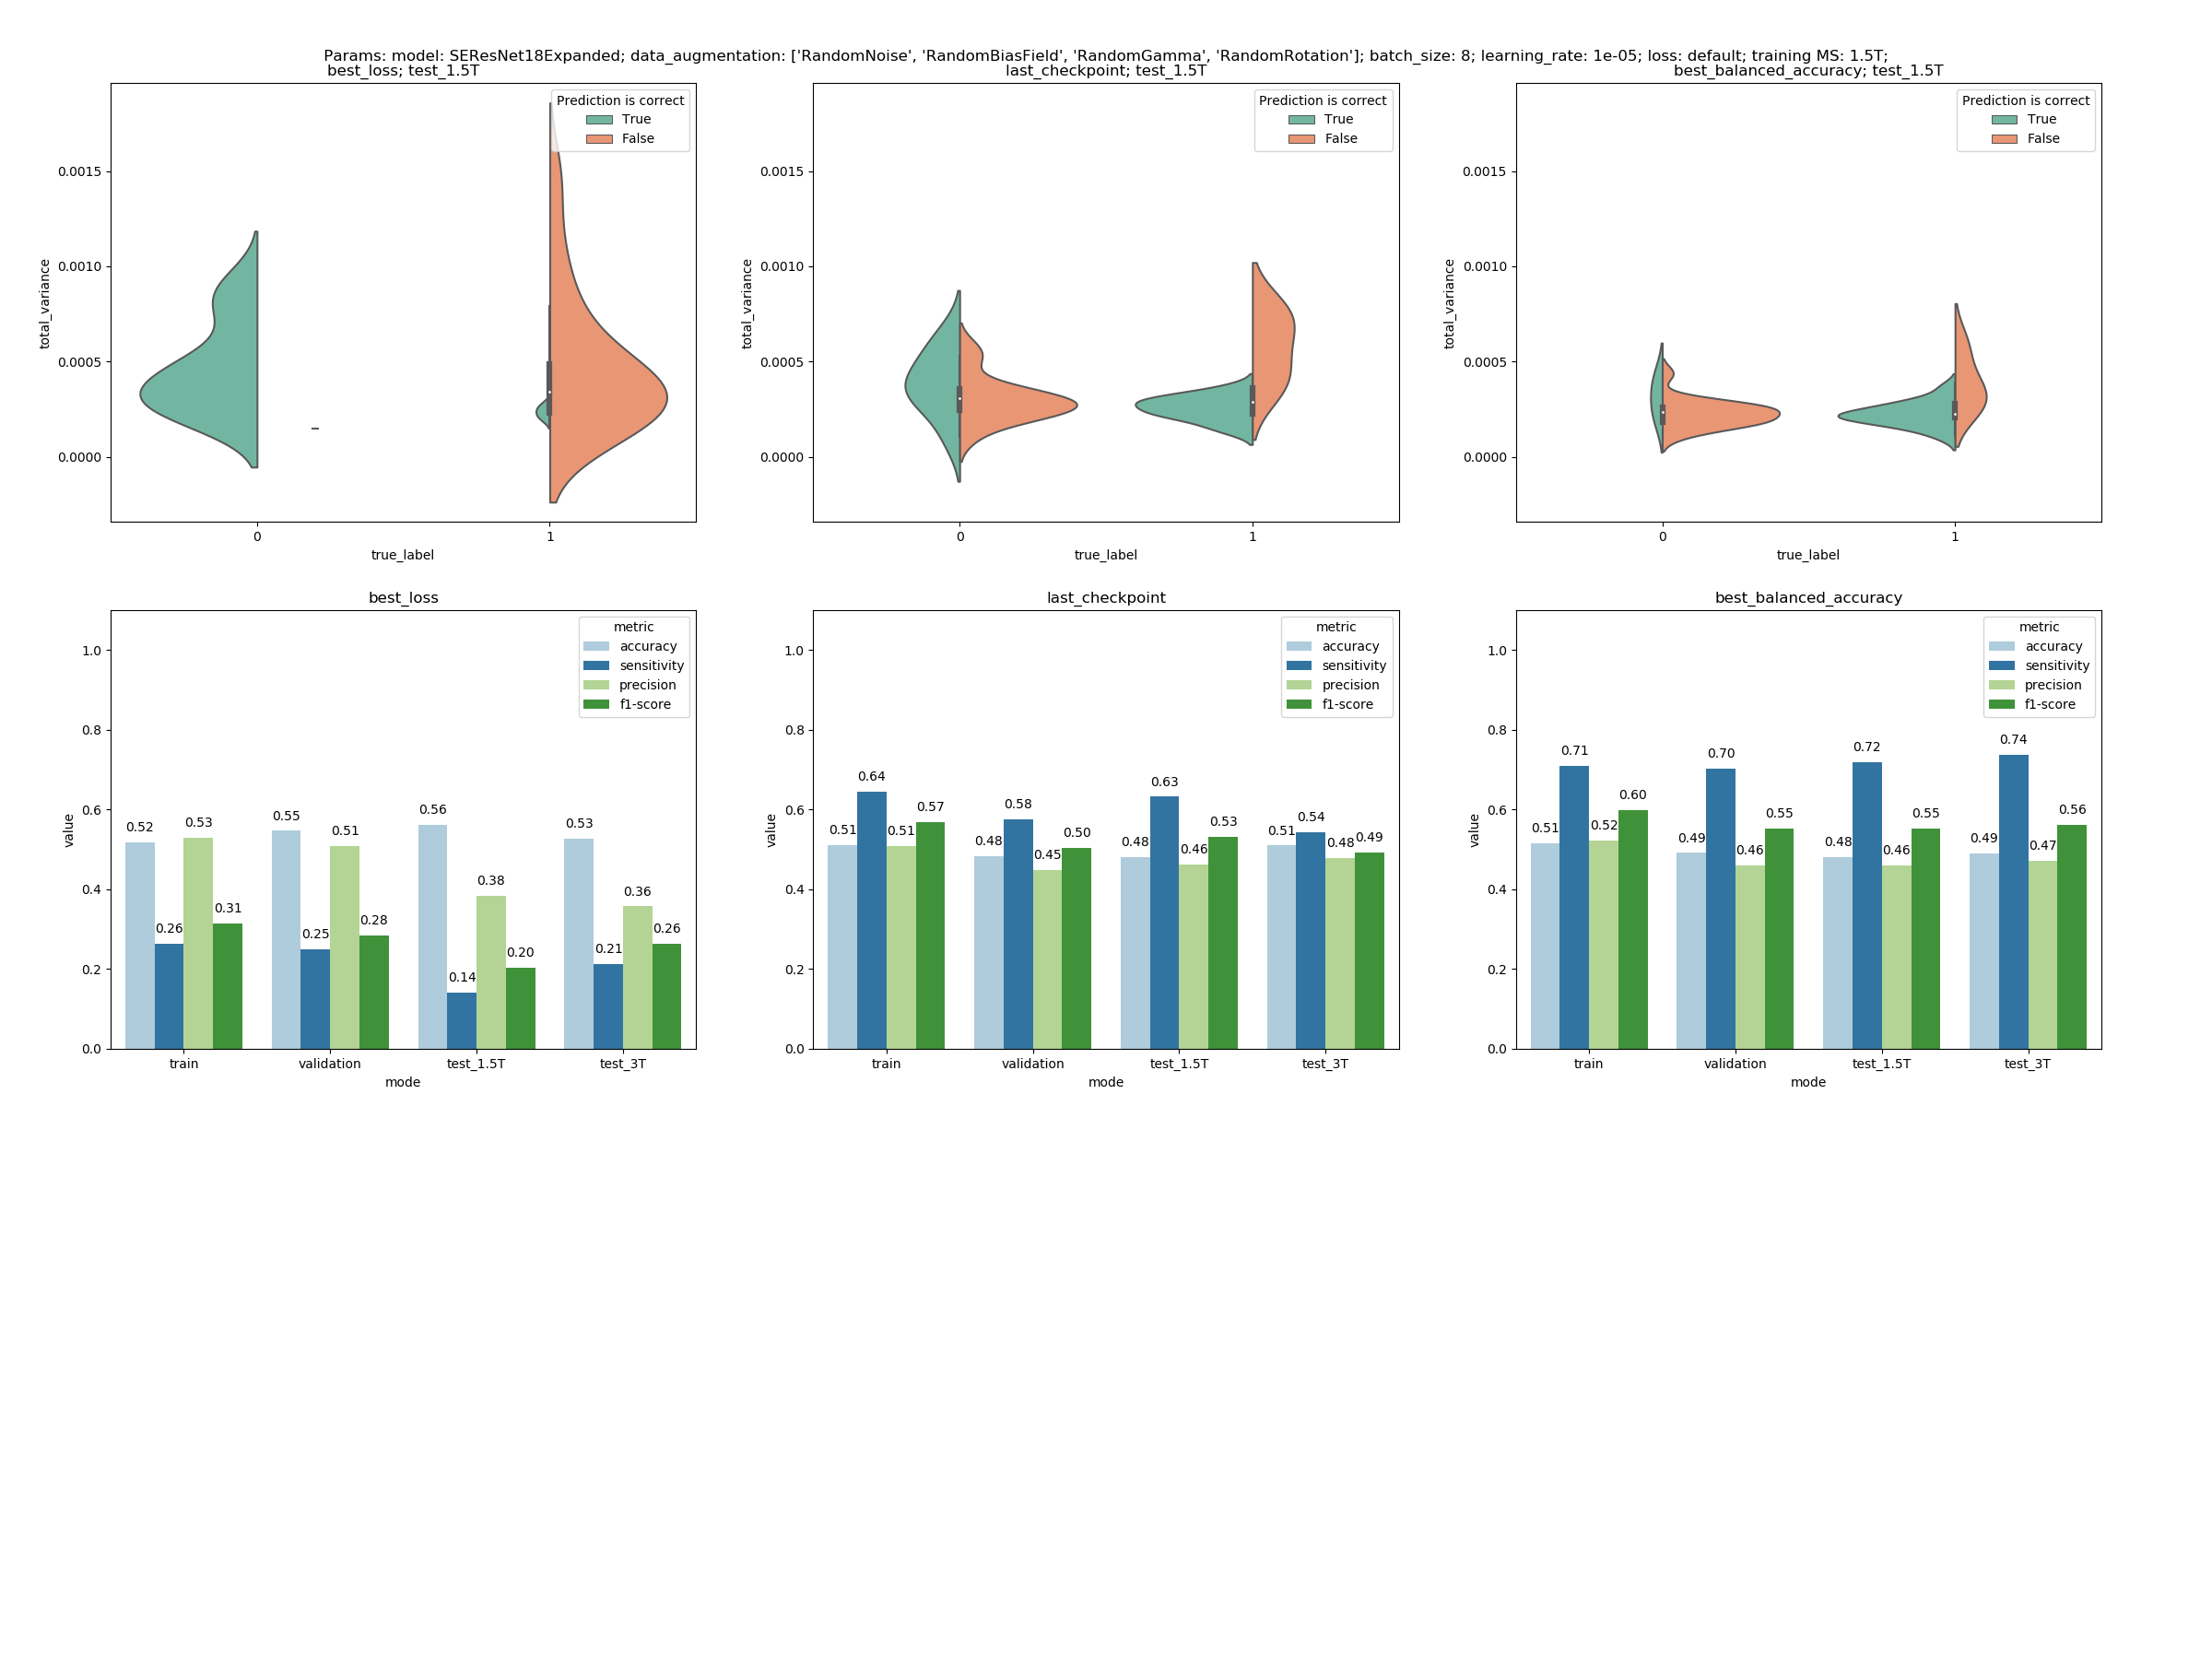 Params: model: SEResNet18Expanded; data_augmentation: ['RandomNoise', 'RandomBiasField', 'RandomGamma', 'RandomRotation']; batch_size: 8; learning_rate: 1e-05; loss: default; training MS: 1.5T;
best_loss; test_1.5T
Prediction is correct
True
False
total_variance
0.0015
0.0010
0.0005
0.0000
0 1
true_label
last_checkpoint; test_1.5T
Prediction is correct
True
False
total_variance
0.0015
0.0010
0.0005
0.0000
0 1
true_label
best_balanced_accuracy; test_1.5T
Prediction is correct
True
False
total_variance
0.0015
0.0010
0.0005
0.0000
0 1
true_label
best_loss
metric
accuracy
sensitivity
precision
f1-score
value
1.0
0.8
0.6
0.4
0.2
0.0
0.52 0.26 0.53 0.31
0.55 0.25 0.51 0.28
0.56 0.14 0.38 0.20
0.53 0.21 0.36 0.26
train validation test_1.5T test_3T
mode
last_checkpoint
metric
accuracy
sensitivity
precision
f1-score
value
1.0
0.8
0.6
0.4
0.2
0.0
0.51 0.64 0.51 0.57
0.48 0.58 0.45 0.50
0.48 0.63 0.46 0.53
0.51 0.54 0.48 0.49
train validation test_1.5T test_3T
mode
best_balanced_accuracy
metric
accuracy
sensitivity
precision
f1-score
value
1.0
0.8
0.6
0.4
0.2
0.0
0.51 0.71 0.52 0.60
0.49 0.70 0.46 0.55
0.48 0.72 0.46 0.55
0.49 0.74 0.47 0.56
train validation test_1.5T test_3T
mode